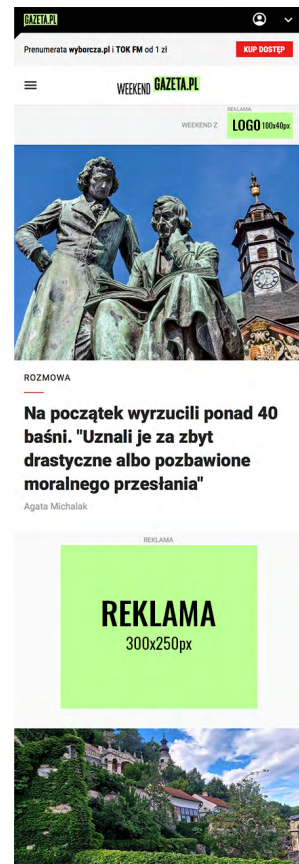 GAZETA.PL
Prenumerata wyborcza.pl i TOK FM od 1 zł
KUP DOSTĘP
WEEKEND GAZETA.PL
REKLAMA
WEEKEND Z
LOGO 100x40px
ROZMOWA
Na początek wyrzucili ponad 40
baśni. "Uznali je za zbyt
drastyczne albo pozbawione
moralnego przesłania"
Agata Michalak
REKLAMA
REKLAMA
300x250px